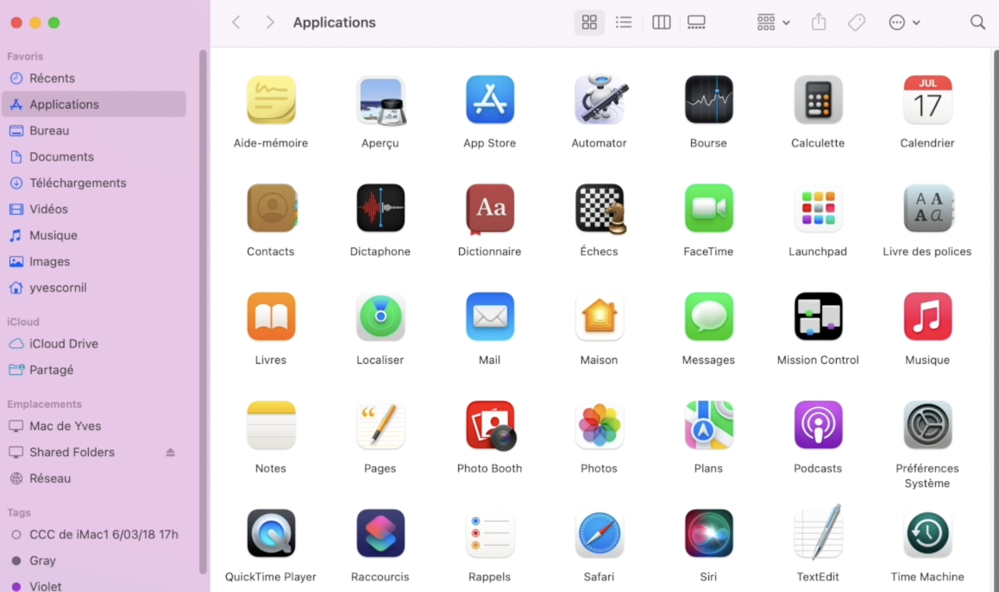 Applications
Favoris
Récents
Applications
Bureau
Documents
Téléchargements
Vidéos
Musique
Images
yvescornil
iCloud
iCloud Drive
Partagé
Emplacements
Mac de Yves
Shared Folders
Réseau
Tags
CCC de iMac1 6/03/18 17h
Gray
Violet
JUL
17
Aide-mémoire
Aperçu
App Store
Automator
Bourse
Calculette
Calendrier
Aa
A A
A a
Contacts
Dictaphone
Dictionnaire
Échecs
FaceTime
Launchpad
Livre des polices
Livres
Localiser
Mail
Maison
Messages
Mission Control
Musique
Notes
Pages
Photo Booth
Photos
Plans
Podcasts
Préférences
Système
QuickTime Player
Raccourcis
Rappels
Safari
Siri
TextEdit
Time Machine